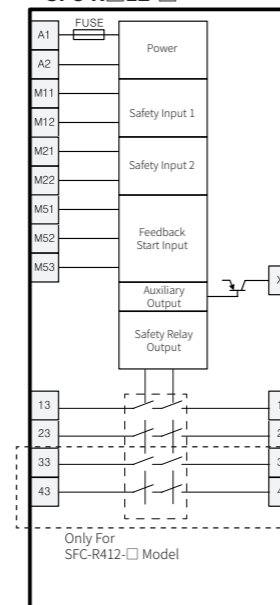 FUSE
A1
Power
A2
M11
Safety Input 1
M12
M21
Safety Input 2
M22
M51
Feedback
Start Input
M52
M53
X
Auxiliary
Output
Safety Relay
Output
13
23
33
43
Only For
SFC-R412-□ Model